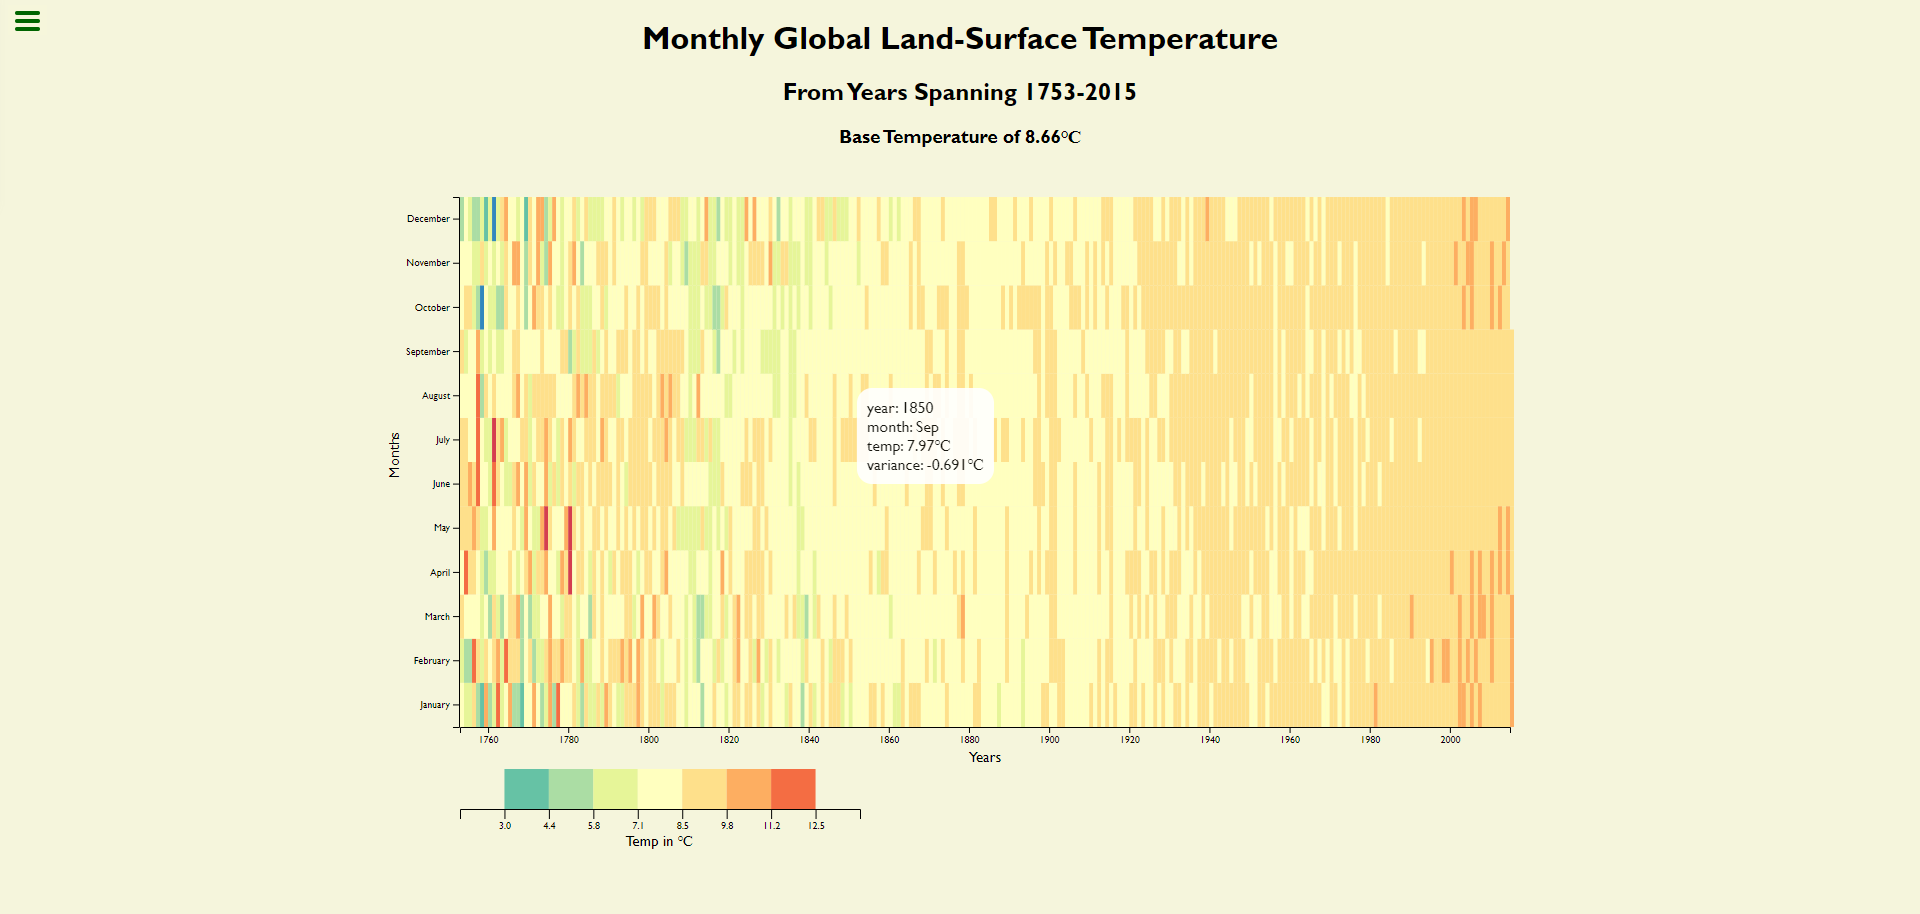 Monthly Global Land-Surface Temperature
From Years Spanning 1753-2015
Base Temperature of 8.66°C
December
November
October
September
August
July
June
May
April
March
February
January
Months
year: 1850
month: Sep
temp: 7.97°C
variance: -0.691°C
1760 1780 1800 1820 1840 1860 1880 1900 1920 1940 1960 1980 2000
Years
3.0 4.4 5.8 7.1 8.5 9.8 11.2 12.5
Temp in °C